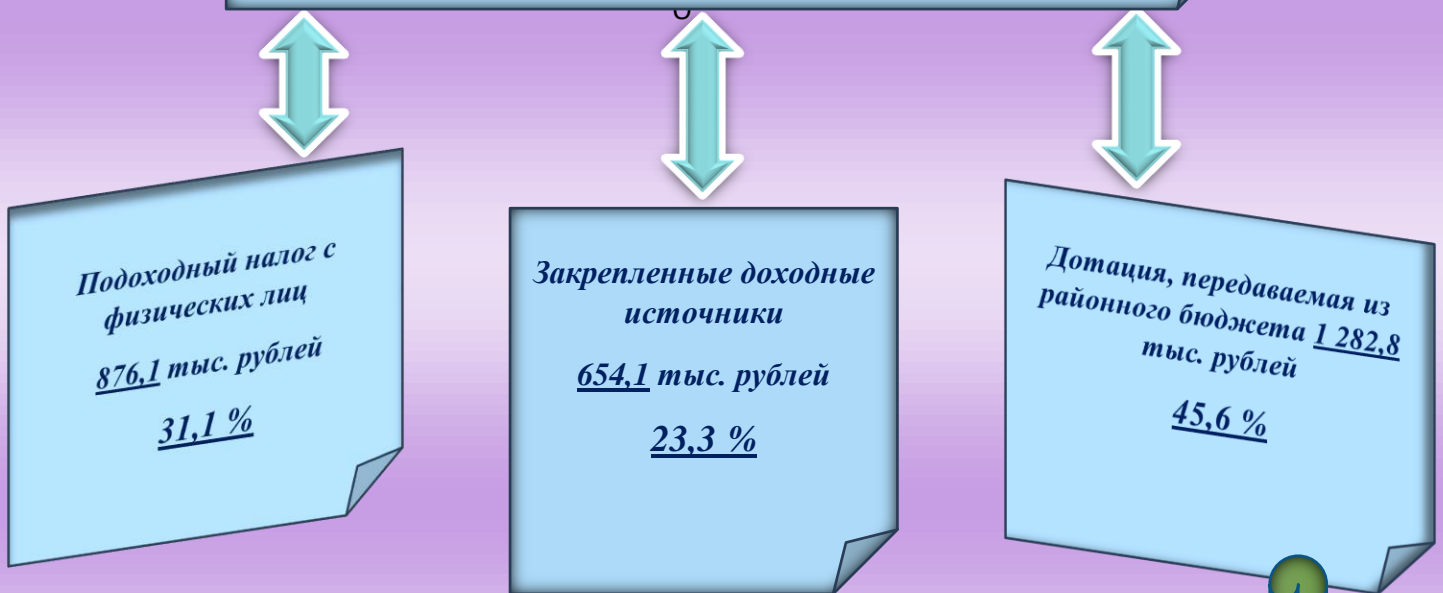 Подоходный налог с
физических лиц
876,1 тыс. рублей
31,1 %
Закрепленные доходные
источники
654,1 тыс. рублей
23,3 %
Дотация, передаваемая из
районного бюджета 1 282,8
тыс. рублей
45,6 %